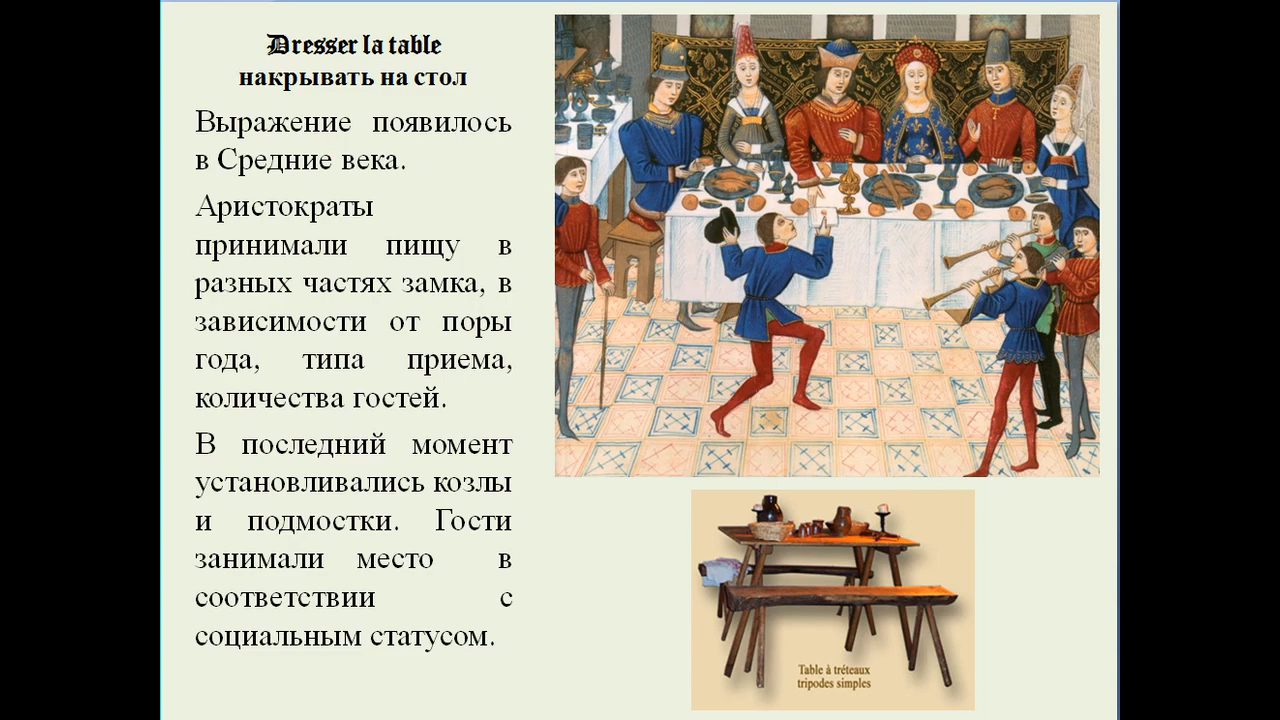 Dresser la table
накрывать на стол
Выражение появилось
в Средние века.
Аристократы
принимали пищу в
разных частях замка, в
зависимости от поры
года, типа приема,
количества гостей.
В последний момент
установливались козлы
и подмостки. Гости
занимали место в
соответствии с
социальным статусом.
Table à tréteaux
tripodes simples